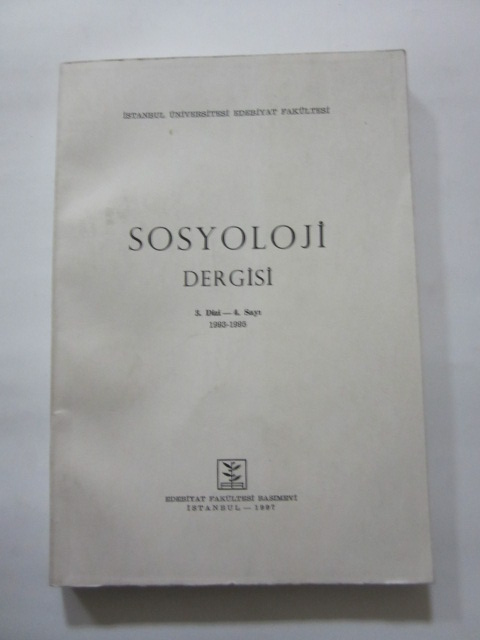 İSTANBUL ÜNİVERSİTESİ EDEBİYAT FAKÜLTESİ
SOSYOLOJİ
DERGİSİ
3. Dizi — 4. Sayı
1993-1995
EDEBİYAT FAKÜLTESİ BASIMEVİ
İSTANBUL — 1997